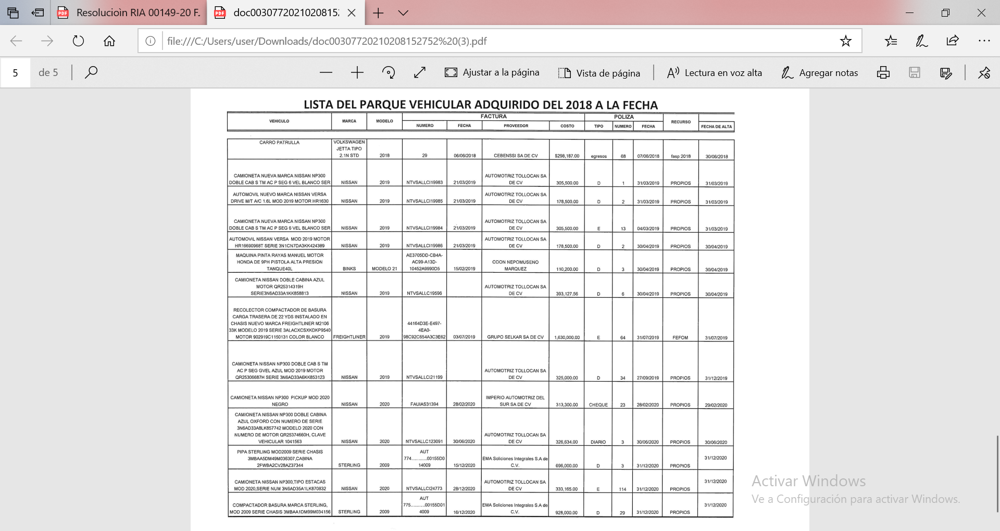 Resolucioìn RIA 00149-20 F.
doc0030772021020815:
file:///C:/Users/user/Downloads/doc00307720210208152752%20(3).pdf
5 de 5
Ajustar a la página
Vista de página
Lectura en voz alta
Agregar notas
LISTA DEL PARQUE VEHICULAR ADQUIRIDO DEL 2018 A LA FECHA
FACTURA POLIZA
VEHICULO MARCA MODELO RECURSO
NUMERO FECHA PROVEEDOR COSTO TIPO NUMERO FECHA FECHA DE ALTA
CARRO PATRULLA VOLKSWAGEN
JETTA TIPO
2.1N STD 2018 29 06/06/2018 CEBENSSI SA DE CV $298,187.00 egresos 68 07/06/2018 fasp 2018 30/06/2018
CAMIONETA NUEVA MARCA NISSAN NP300 AUTOMOTRIZ TOLLOCAN SA
DOBLE CAB S TM AC P SEG 6 VEL BLANCO SER NISSAN 2019 NTVSALLCI19983 21/03/2019 DE CV 305,500.00 D 1 31/03/2019 PROPIOS 31/03/2019
AUTOMOVIL NUEVO MARCA NISSAN VERSA AUTOMOTRIZ TOLLOCAN SA
DRIVE M/T A/C 1.6L MOD 2019 MOTOR HR1630 NISSAN 2019 NTVSALLCI19985 21/03/2019 DE CV 178,500.00 D 2 31/03/2019 PROPIOS 31/03/2019
CAMIONETA NUEVA MARCA NISSAN NP300 AUTOMOTRIZ TOLLOCAN SA
DOBLE CAB S TM AC P SEG 6 VEL BLANCO SER NISSAN 2019 NTVSALLCI19984 21/03/2019 DE CV 305,500.00 E 13 04/03/2019 PROPIOS 31/03/2019
AUTOMOVIL NISSAN VERSA MOD 2019 MOTOR AUTOMOTRIZ TOLLOCAN SA
HR16690968T SERIE 3N1CN7DA3KK424389 NISSAN 2019 NTVSALLCI19986 21/03/2019 DE CV 178,500.00 D 2 30/04/2019 PROPIOS 30/04/2019
MAQUINA PINTA RAYAS MANUEL MOTOR AE3705DD-CB4A-
HONDA DE 9PH PISTOLA ALTA PRESION AC99-A13D- ODON NEPOMUSENO
TANQUE40L BINKS MODELO 21 10452A9990D5 15/02/2019 MARQUEZ 110,200.00 D 3 30/04/2019 PROPIOS 30/04/2019
CAMIONETA NISSAN DOBLE CABINA AZUL
MOTOR QR25314319H AUTOMOTRIZ TOLLOCAN SA
SERIE3N6AD33A1KK858813 NISSAN 2019 NTVSALLC19596 DE CV 393,127.56 D 6 30/04/2019 PROPIOS 30/04/2019
RECOLECTOR COMPACTADOR DE BASURA
CARGA TRASERA DE 22 YDS INSTALADO EN
CHASIS NUEVO MARCA FREIGHTLINER M2106 44164D3E-E497-
33K MODELO 2019 SERIE 3ALACXCSXKDKP9540 4EA0-
MOTOR 902919C1150131 COLOR BLANCO FREIGHTLINER 2019 98C92C654A3C3E62 03/07/2019 GRUPO SELKAR SA DE CV 1,630,000.00 E 64 31/07/2019 FEFOM 31/07/2019
CAMIONETA NISSAN NP300 DOBLE CAB S TM
AC P SEG GVEL AZUL MOD 2019 MOTOR AUTOMOTRIZ TOLLOCAN SA
QR25306687H SERIE 3N6AD33A6KK853123 NISSAN 2019 NTVSALLCI21199 DE CV 325,000.00 D 34 27/09/2019 PROPIOS 31/12/2019
CAMIONETA NISSAN NP300 PICKUP MOD 2020 IMPERIO AUTOMOTRIZ DEL
NEGRO NISSAN 2020 FAUIAS31394 28/02/2020 SUR SA DE CV 313,300.00 CHEQUE 23 28/02/2020 PROPIOS 29/02/2020
CAMIONETA NISSAN NP300 DOBLE CABINA
AZUL OXFORD CON NUMERO DE SERIE
3N6AD33A8LK857742 MODELO 2020 CON
NUMERO DE MOTOR QR25374660H, CLAVE AUTOMOTRIZ TOLLOCAN SA
VEHICULAR 1041563 NISSAN 2020 NTVSALLC123091 30/06/2020 DE CV 326,634.00 DIARIO 3 30/06/2020 PROPIOS 30/06/2020
PIPA STERLING MOD2009 SERIE CHASIS AUT
3MBAA5DM49M036307,CABINA 774..........00155D0 EMA Soliciones Integrales S.A de 31/12/2020
2FWBA2CV28AZ37344 STERLING 2009 14009 15/12/2020 C.V. 696,000.00 D 3 31/12/2020 PROPIOS
CAMIONETA NISSAN NP300,TIPO ESTACAS AUTOMOTRIZ TOLLOCAN SA 31/12/2020
MOD 2020,SERIE NUM 3N6AD35A1LK870832 NISSAN 2020 NTVSALLCI24773 28/12/2020 DE CV 333,165.00 E 114 31/12/2020 PROPIOS
AUT
COMPACTADOR BASURA MARCA STERLING, 775..........00155D01 EMA Soliciones Integrales S.A de 31/12/2020
MOD 2009 SERIE CHASIS 3MBAA1DM99M034156 STERLING 2009 4009 16/12/2020 C.V. 928,000.00 D 29 31/12/2020 PROPIOS
Activar Windows
Ve a Configuración para activar Windows.